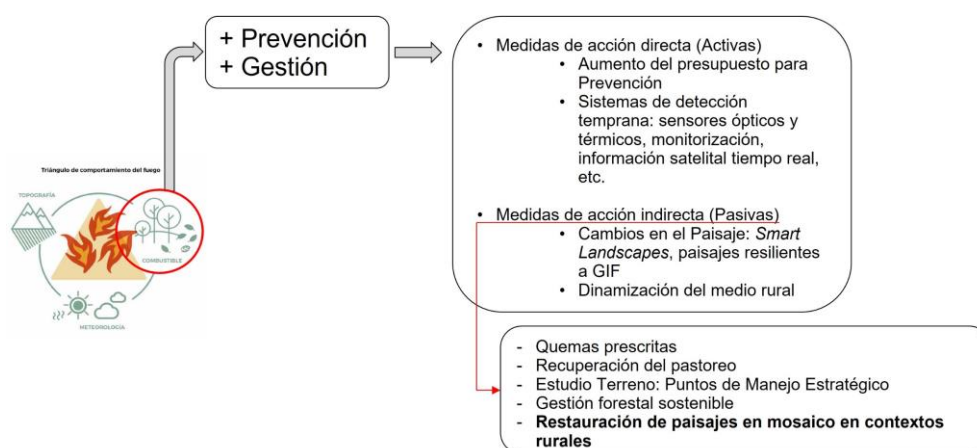 + Prevención
+ Gestión
• Medidas de acción directa (Activas)
• Aumento del presupuesto para
Prevención
• Sistemas de detección
temprana: sensores ópticos y
térmicos, monitorización,
información satelital tiempo real,
etc.
• Medidas de acción indirecta (Pasivas)
• Cambios en el Paisaje: Smart
Landscapes, paisajes resilientes
a GIF
• Dinamización del medio rural
Triángulo de comportamiento del fuego
TOPOGRAFÍA
COMBUSTIBLE
METEOROLOGÍA
- Quemas prescritas
- Recuperación del pastoreo
- Estudio Terreno: Puntos de Manejo Estratégico
- Gestión forestal sostenible
- Restauración de paisajes en mosaico en contextos
rurales